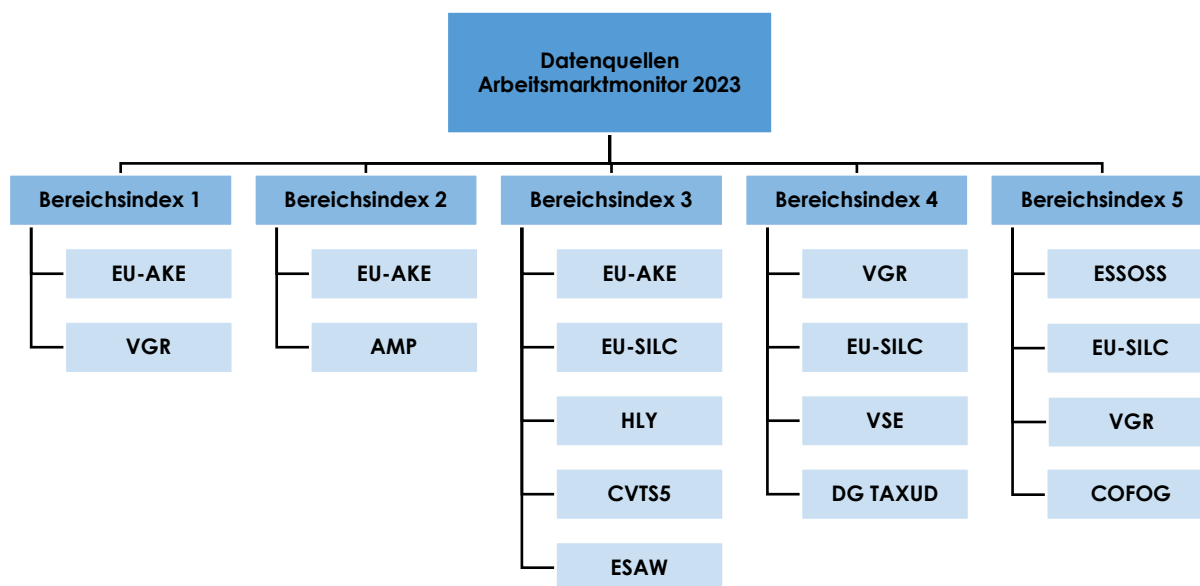 Datenquellen
Arbeitsmarktmonitor 2023
Bereichsindex 1
EU-AKE
VGR
Bereichsindex 2
EU-AKE
AMP
Bereichsindex 3
EU-AKE
EU-SILC
HLY
CVTS5
ESAW
Bereichsindex 4
VGR
EU-SILC
VSE
DG TAXUD
Bereichsindex 5
ESSOSS
EU-SILC
VGR
COFOG